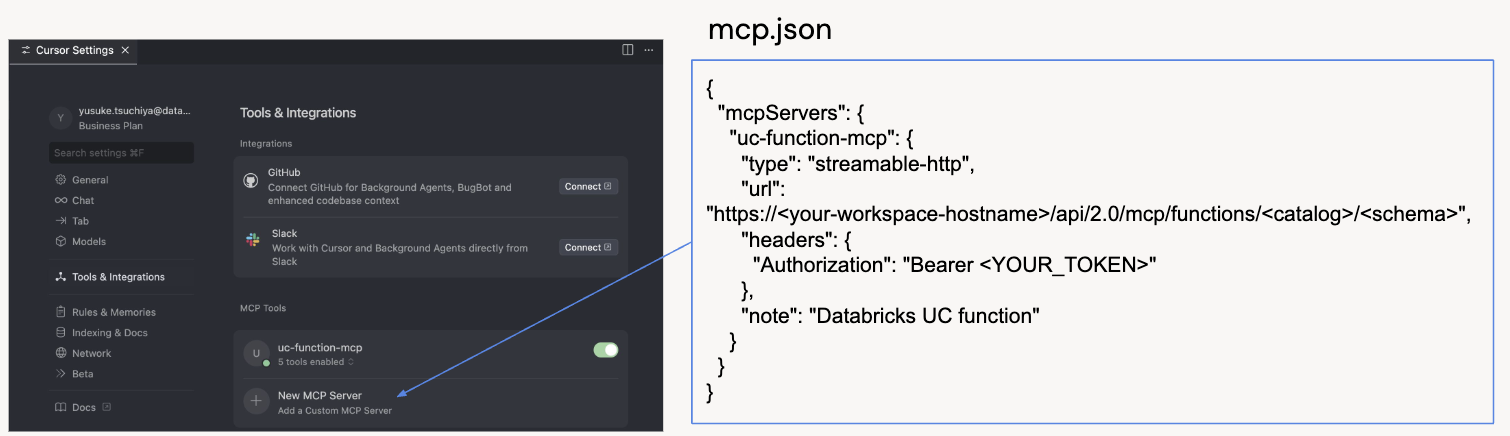 mcp.json
Cursor Settings
yusuke.tsuchiya@data...
Business Plan
Y
Search settings ⌘F
General
Chat
Tab
Models
Tools & Integrations
Rules & Memories
Indexing & Docs
Network
Beta
Docs
Tools & Integrations
Integrations
GitHub
Connect GitHub for Background Agents, BugBot and
enhanced codebase context
Connect
Slack
Work with Cursor and Background Agents directly from
Slack
Connect
MCP Tools
U
uc-function-mcp
5 tools enabled
New MCP Server
Add a Custom MCP Server
{
"mcpServers": {
"uc-function-mcp": {
"type": "streamable-http",
"url":
"https://<your-workspace-hostname>/api/2.0/mcp/functions/<catalog>/<schema>",
"headers": {
"Authorization": "Bearer <YOUR_TOKEN>"
},
"note": "Databricks UC function"
}
}
}